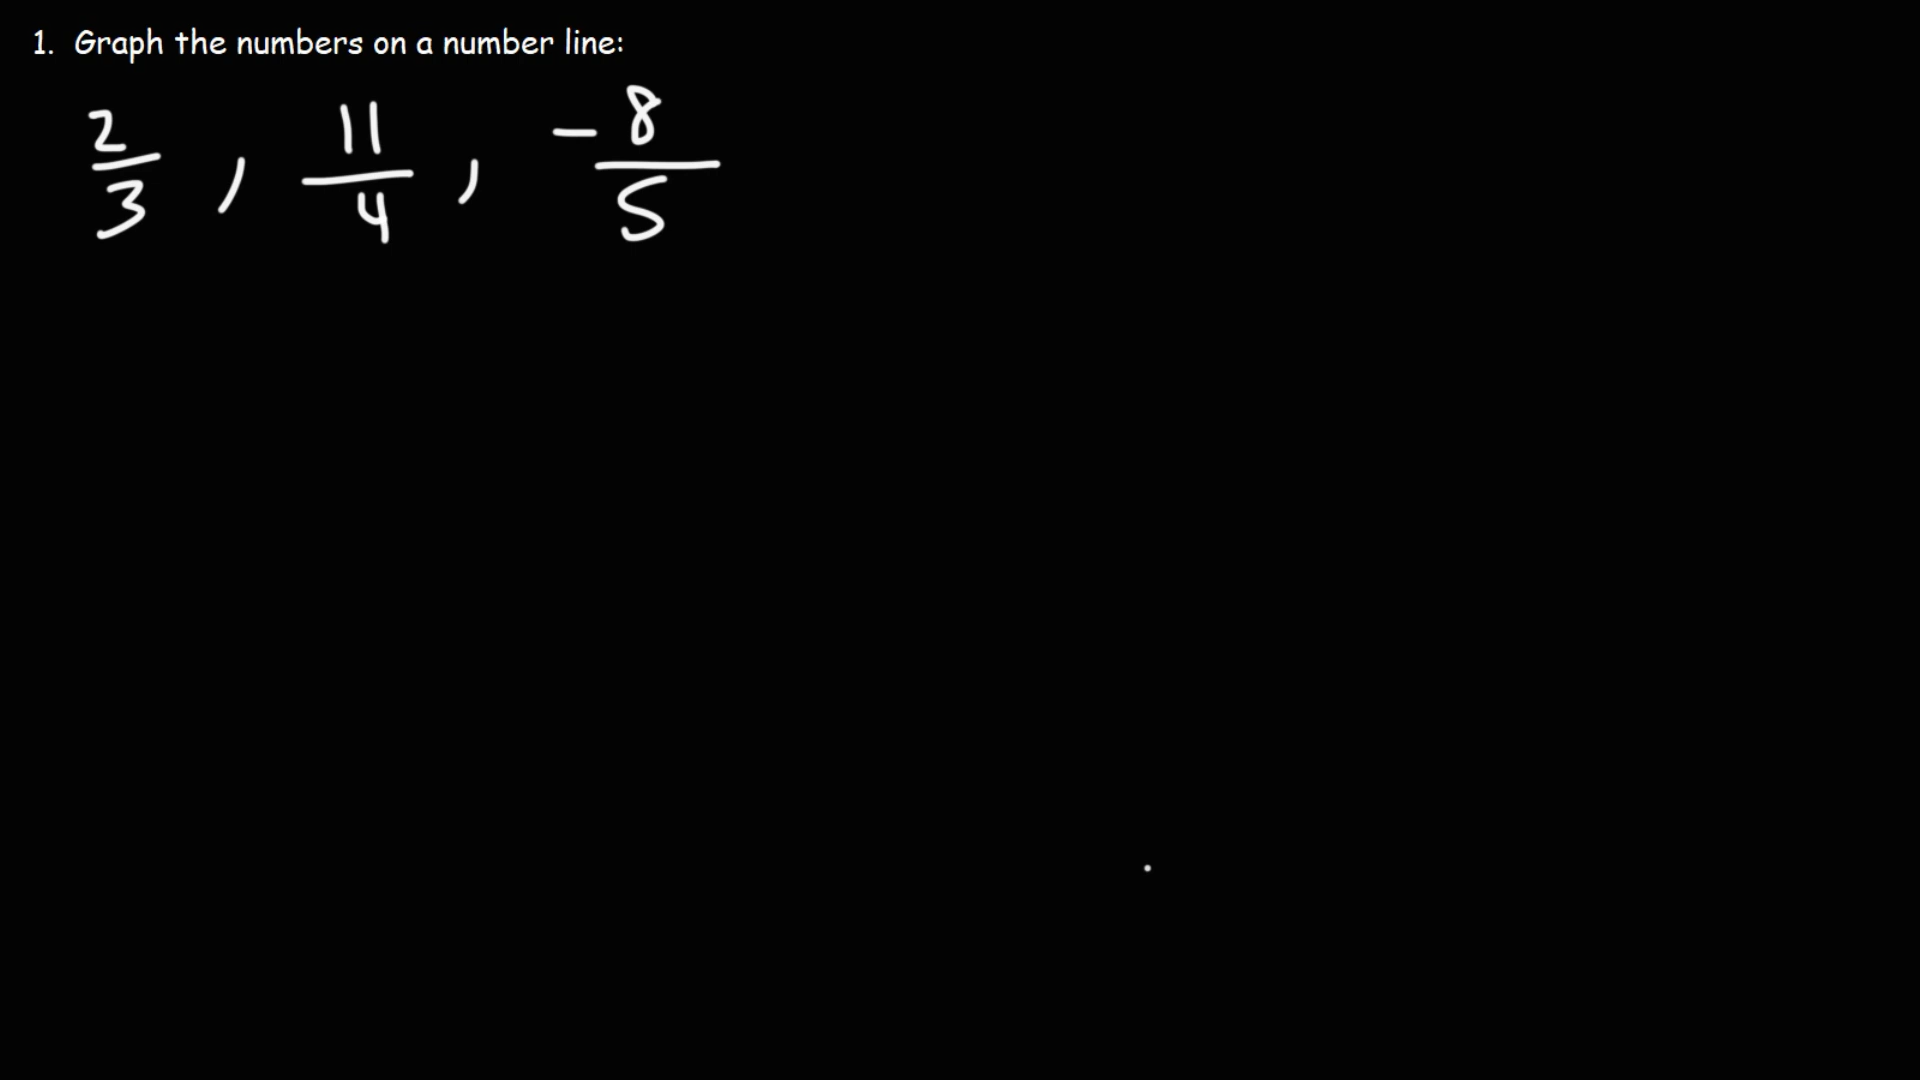 1. Graph the numbers on a number line:
2/3 , 11/4 , -8/5